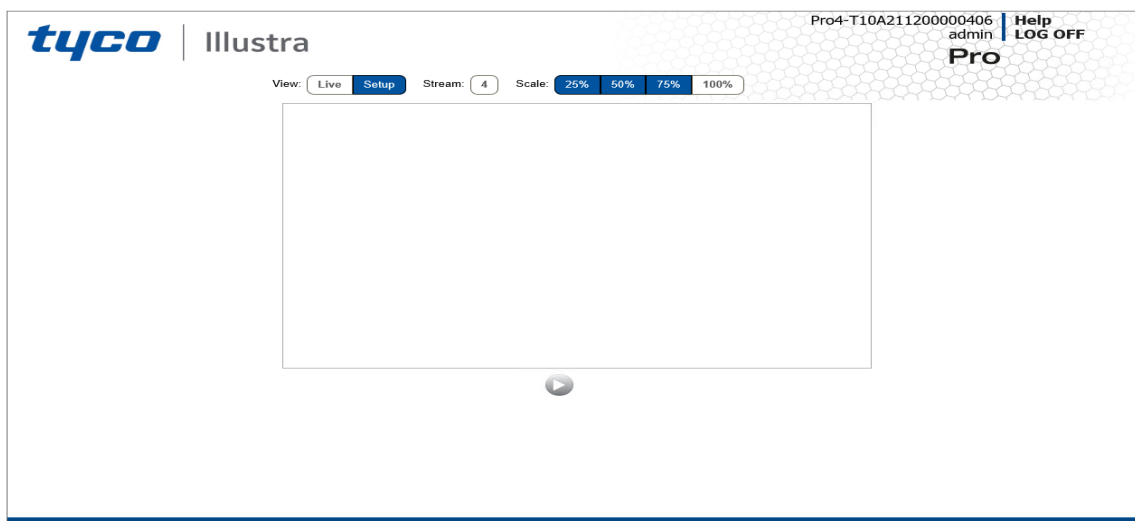 Pro4-T10A211200000406 Help
tyco Illustra admin LOG OFF
Pro
View: Live Setup Stream: 4 Scale: 25% 50% 75% 100%